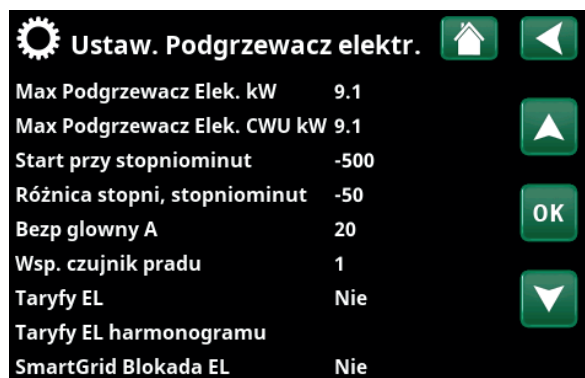 Ustaw. Podgrzewacz elektr.
Max Podgrzewacz Elek. kW 9.1
Max Podgrzewacz Elek. CWU kW 9.1
Start przy stopniominut -500
Różnica stopni, stopniominut -50
Bezp glowny A 20
OK
Wsp. czujnik pradu 1
Taryfy EL Nie
Taryfy EL harmonogramu
SmartGrid Blokada EL Nie